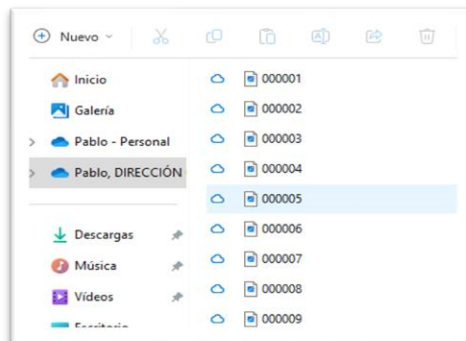 Nuevo
Inicio
Galería
Pablo - Personal
Pablo, DIRECCIÓN
Descargas
Música
Vídeos
Escritorio
000001
000002
000003
000004
000005
000006
000007
000008
000009